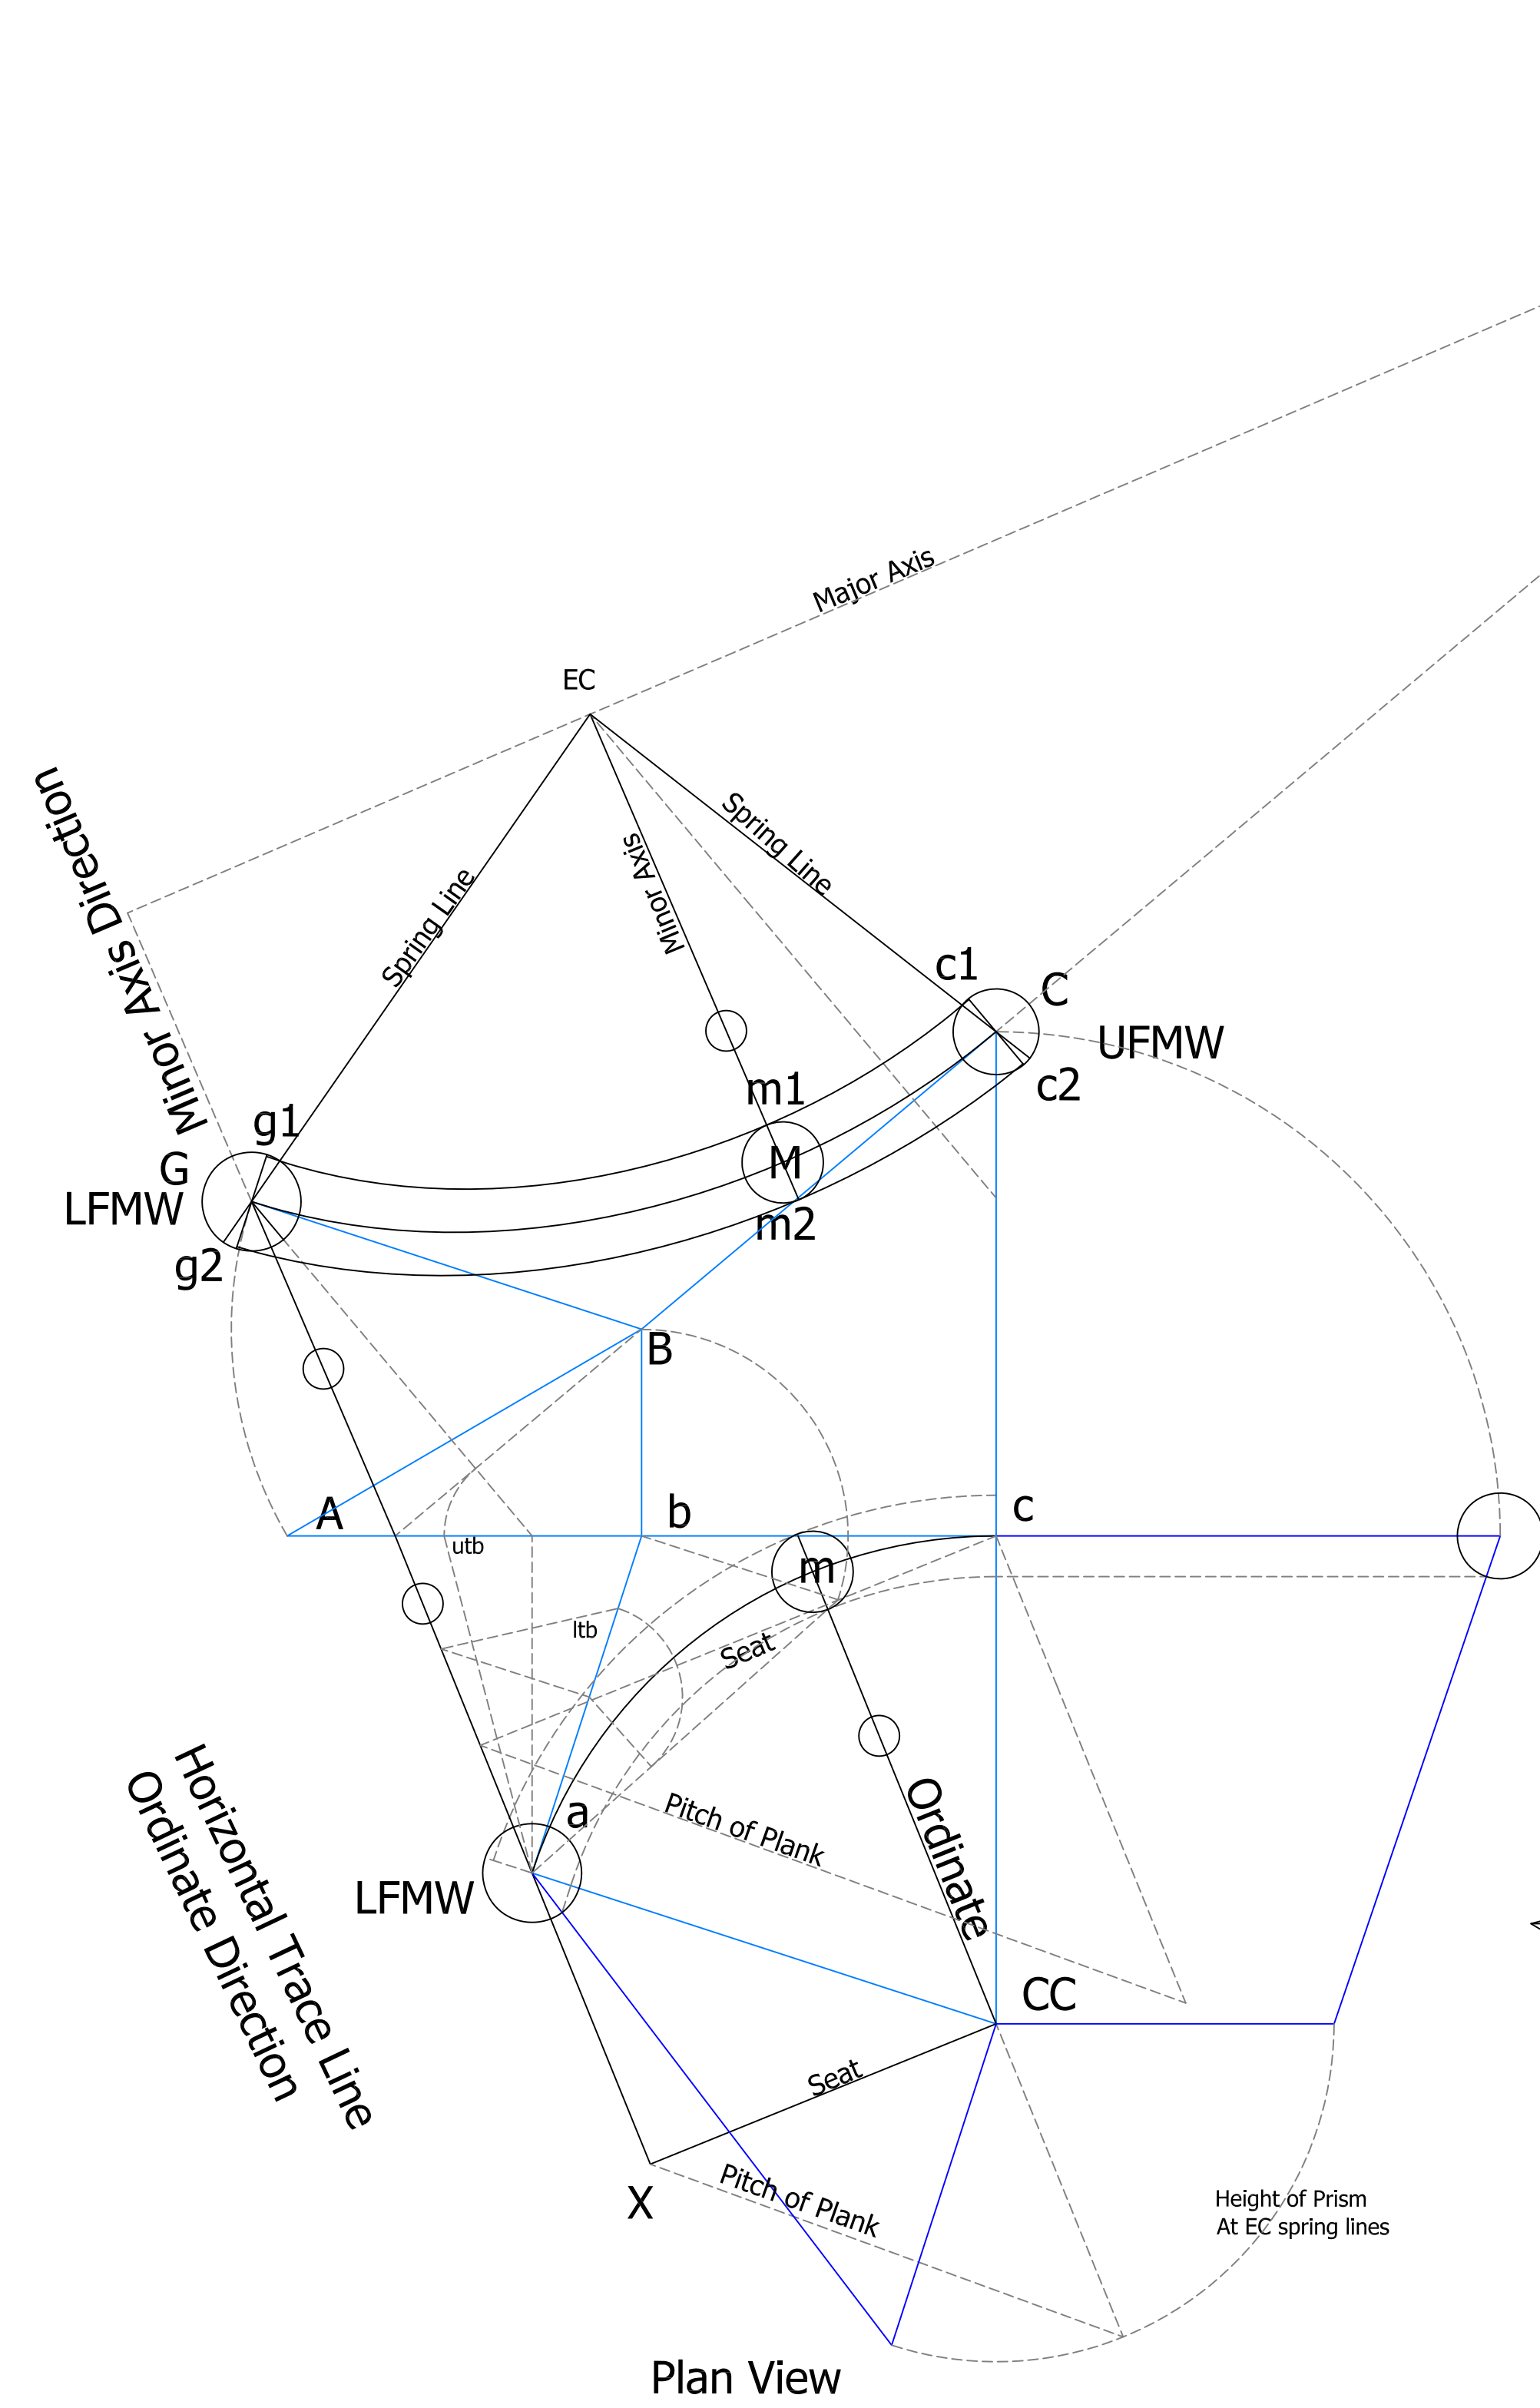 Major Axis
EC
Minor Axis Direction
Spring Line
Minor Axis
Spring Line
c1
C
UFMW
c2
m1
g1
M
G
LFMW
m2
g2
B
A
b
c
utb
m
ltb
Seat
a
Pitch of Plank
Ordinate
LFMW
Horizontal Trace Line
Ordinate Direction
CC
Seat
X
Pitch of Plank
Height of Prism
At EC spring lines
Plan View